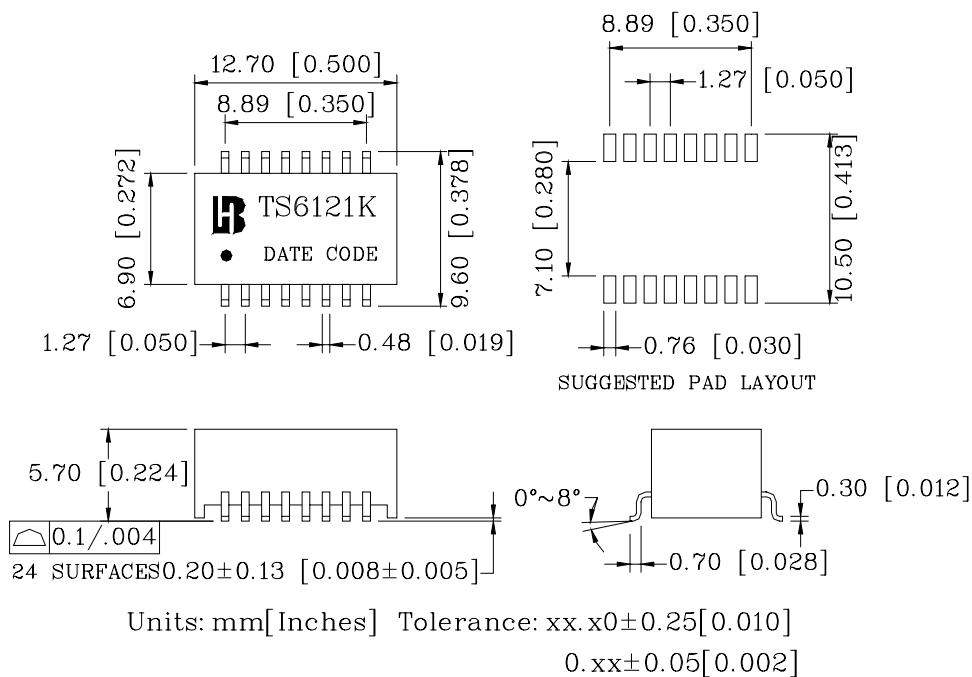 12.70 [0.500]
8.89 [0.350]
6.90 [0.272]
HB
TS6121K
DATE CODE
9.60 [0.378]
1.27 [0.050]
0.48 [0.019]
8.89 [0.350]
1.27 [0.050]
7.10 [0.280]
10.50 [0.413]
0.76 [0.030]
SUGGESTED PAD LAYOUT
5.70 [0.224]
0.1/.004
24 SURFACES
0.20±0.13 [0.008±0.005]
0°~8°
0.30 [0.012]
0.70 [0.028]
Units: mm[Inches] Tolerance: xx.x0±0.25[0.010]
0.xx±0.05[0.002]